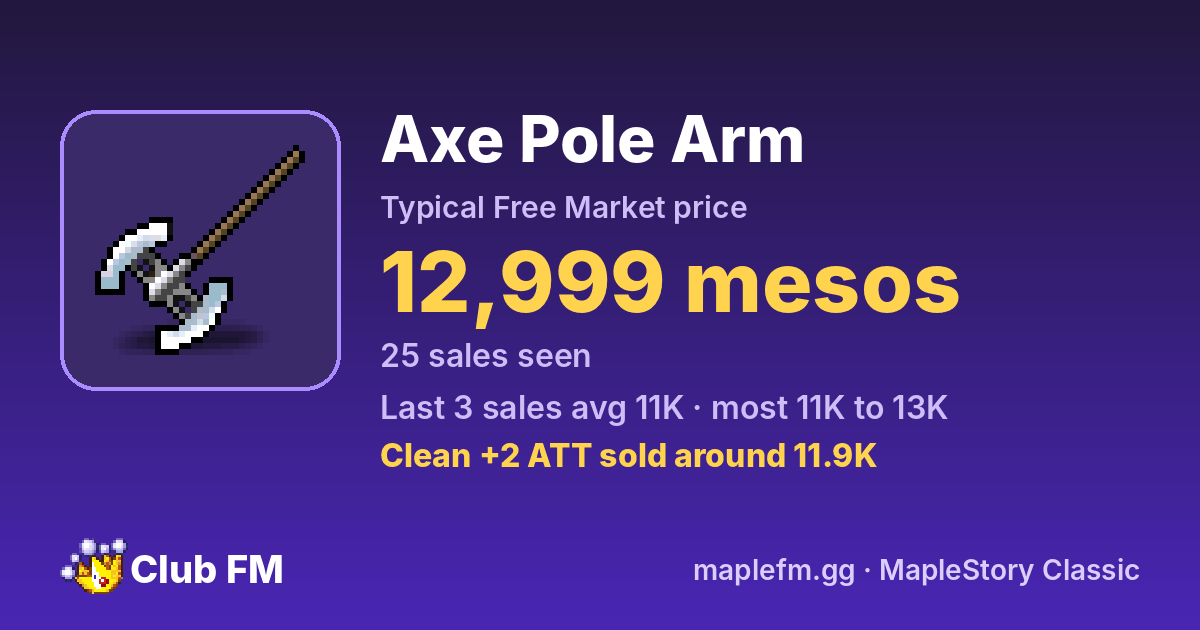 Axe Pole Arm
Typical Free Market price
12,999 mesos
25 sales seen
Last 3 sales avg 11K · most 11K to 13K
Clean +2 ATT sold around 11.9K
Club FM
maplefm.gg · MapleStory Classic